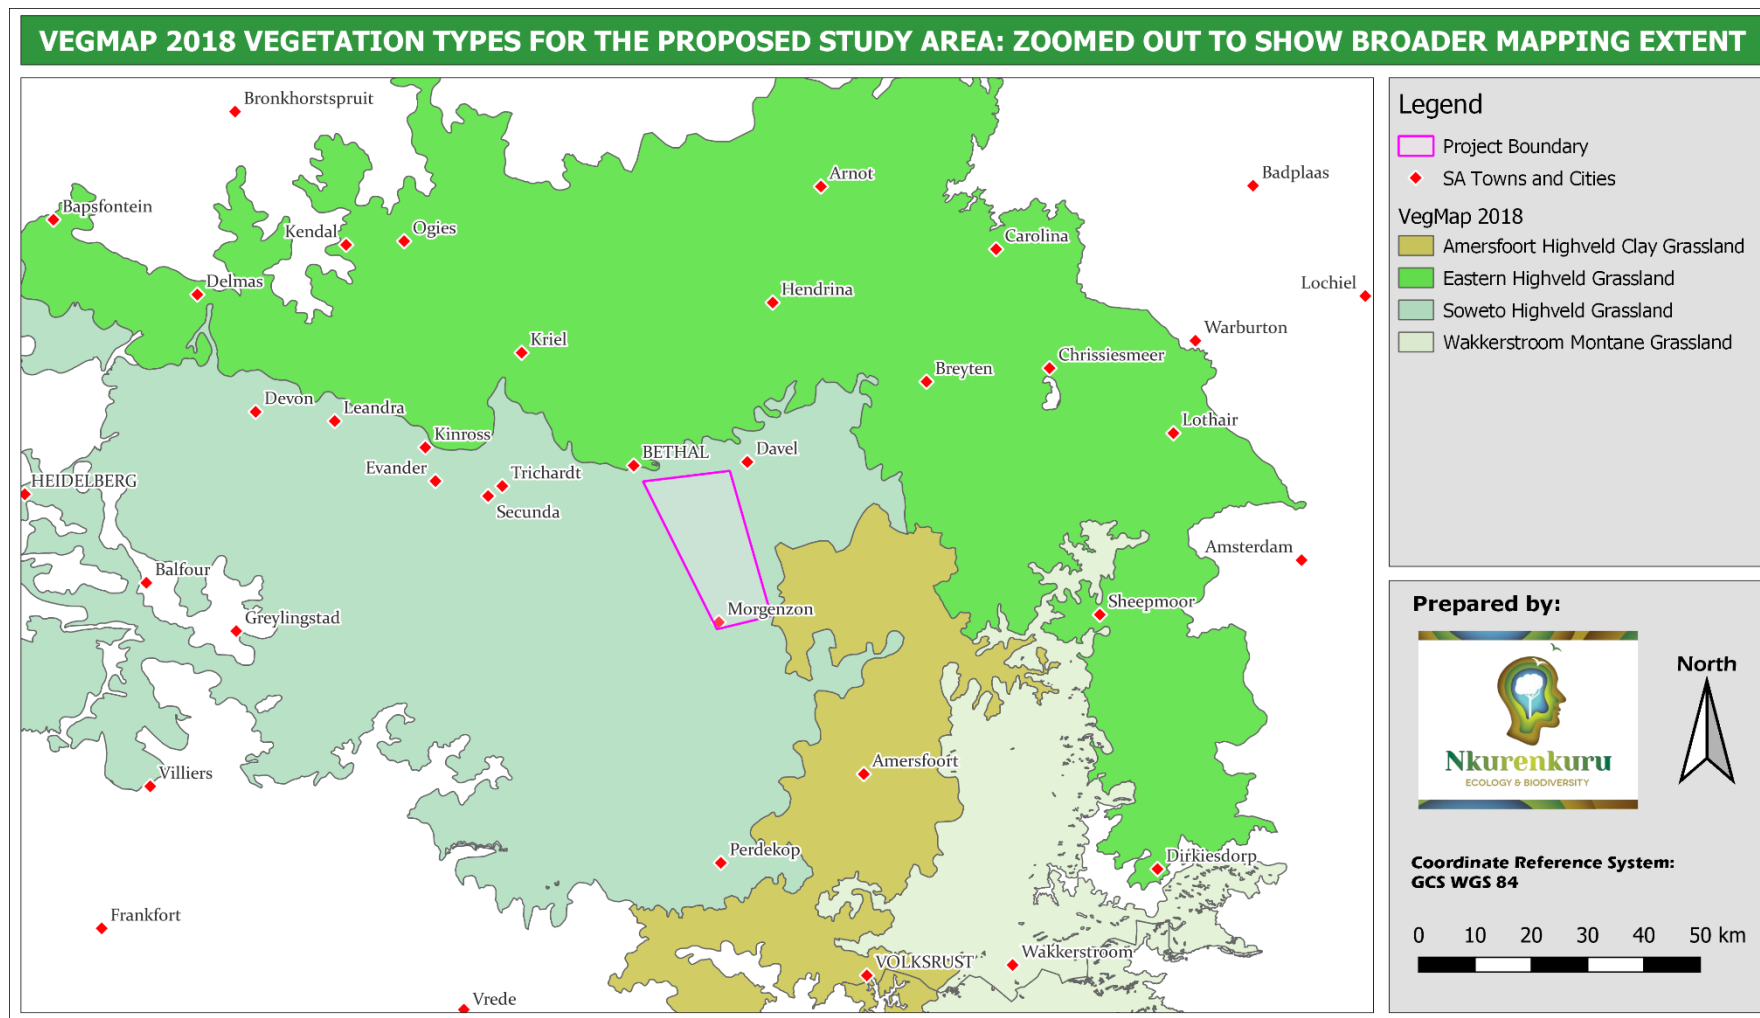 VEGMAP 2018 VEGETATION TYPES FOR THE PROPOSED STUDY AREA: ZOOMED OUT TO SHOW BROADER MAPPING EXTENT
Bronkhorstspruit
Arnot
Badplaas
Bapsfontein
Kendal
Ogies
Carolina
Delmas
Hendrina
Lochiel
Kriel
Warburton
Chrissiesmeer
Breyten
Devon
Leandra
Lothair
Kinross
BETHAL
Davel
Evander
Trichardt
HEIDELBERG
Secunda
Amsterdam
Balfour
Sheepmoor
Morgenzon
Greylingstad
Amersfoort
Villiers
Perdekop
Dirkiesdorp
Frankfort
Wakkerstroom
VOLKSRUST
Vrede
Legend
Project Boundary
SA Towns and Cities
VegMap 2018
Amersfoort Highveld Clay Grassland
Eastern Highveld Grassland
Soweto Highveld Grassland
Wakkerstroom Montane Grassland
Prepared by:
Nkurenkuru
ECOLOGY & BIODIVERSITY
North
Coordinate Reference System:
GCS WGS 84
0 10 20 30 40 50 km